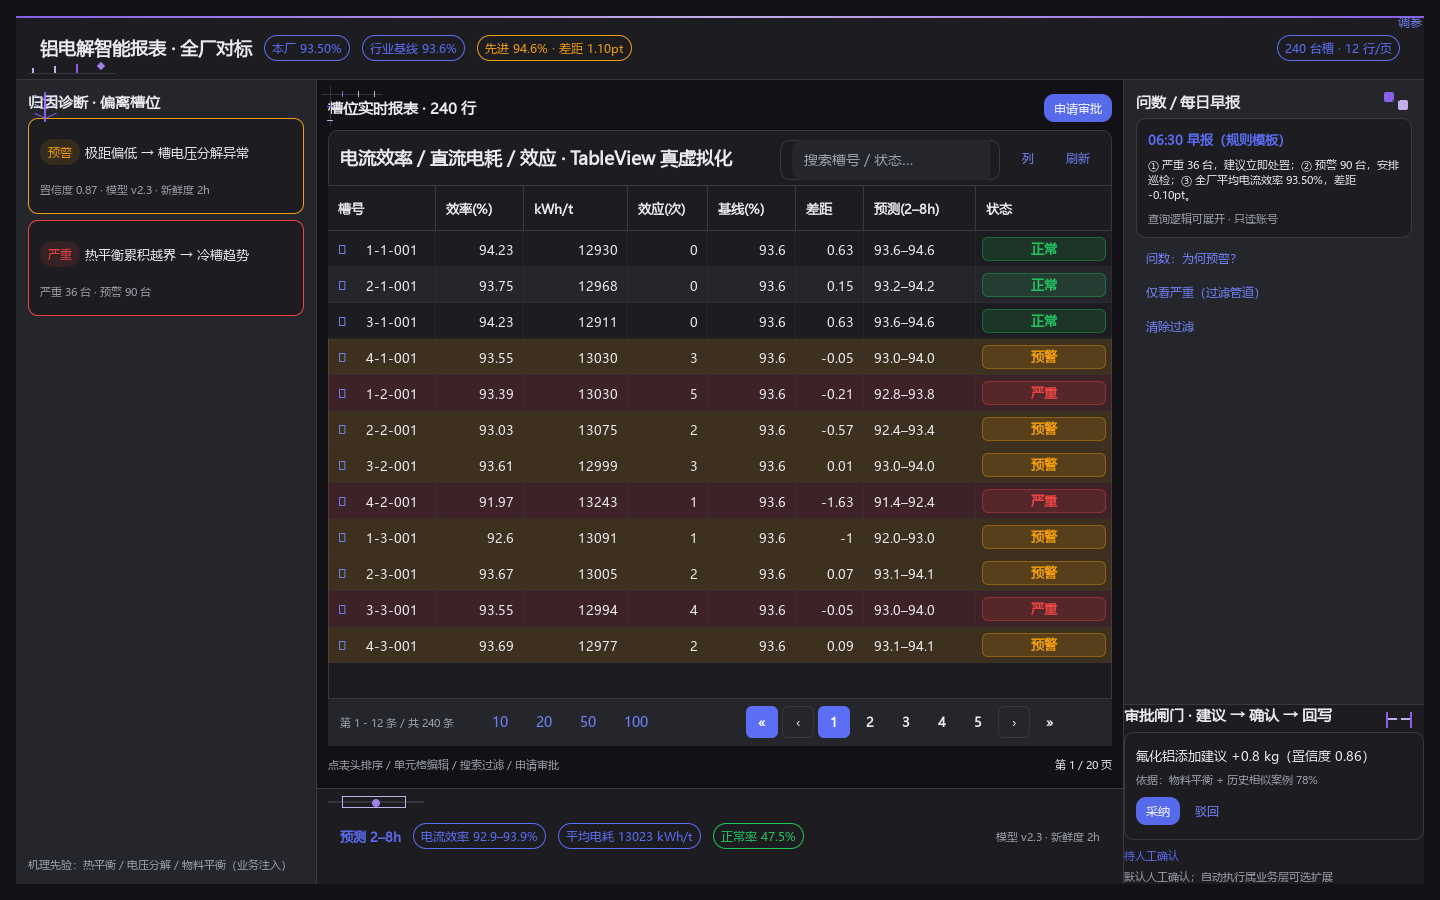 调参
铝电解智能报表 · 全厂对标
本厂 93.50%
行业基线 93.6%
先进 94.6% · 差距 1.10pt
240 台槽 · 12 行/页
归因诊断 · 偏离槽位
预警 极距偏低 → 槽电压分解异常
置信度 0.87 · 模型 v2.3 · 新鲜度 2h
严重 热平衡累积越界 → 冷槽趋势
严重 36 台 · 预警 90 台
机理先验：热平衡 / 电压分解 / 物料平衡（业务注入）
槽位实时报表 · 240 行
申请审批
电流效率 / 直流电耗 / 效应 · TableView 真虚拟化
搜索槽号 / 状态...
列
刷新
槽号 效率(%) kWh/t 效应(次) 基线(%) 差距 预测(2–8h) 状态
1-1-001 94.23 12930 0 93.6 0.63 93.6–94.6 正常
2-1-001 93.75 12968 0 93.6 0.15 93.2–94.2 正常
3-1-001 94.23 12911 0 93.6 0.63 93.6–94.6 正常
4-1-001 93.55 13030 3 93.6 -0.05 93.0–94.0 预警
1-2-001 93.39 13030 5 93.6 -0.21 92.8–93.8 严重
2-2-001 93.03 13075 2 93.6 -0.57 92.4–93.4 预警
3-2-001 93.61 12999 3 93.6 0.01 93.0–94.0 预警
4-2-001 91.97 13243 1 93.6 -1.63 91.4–92.4 严重
1-3-001 92.6 13091 1 93.6 -1 92.0–93.0 预警
2-3-001 93.67 13005 2 93.6 0.07 93.1–94.1 预警
3-3-001 93.55 12994 4 93.6 -0.05 93.0–94.0 严重
4-3-001 93.69 12977 2 93.6 0.09 93.1–94.1 预警
第 1 - 12 条 / 共 240 条 10 20 50 100 « ‹ 1 2 3 4 5 › »
点表头排序 / 单元格编辑 / 搜索过滤 / 申请审批
第 1 / 20 页
预测 2–8h
电流效率 92.9–93.9%
平均电耗 13023 kWh/t
正常率 47.5%
模型 v2.3 · 新鲜度 2h
问数 / 每日早报
06:30 早报（规则模板）
① 严重 36 台，建议立即处置；② 预警 90 台，安排
巡检；③ 全厂平均电流效率 93.50%，差距
-0.10pt。
查询逻辑可展开 · 只读账号
问数：为何预警？
仅看严重（过滤管道）
清除过滤
审批闸门 · 建议 → 确认 → 回写
氟化铝添加建议 +0.8 kg（置信度 0.86）
依据：物料平衡 + 历史相似案例 78%
采纳
驳回
待人工确认
默认人工确认；自动执行属业务层可选扩展